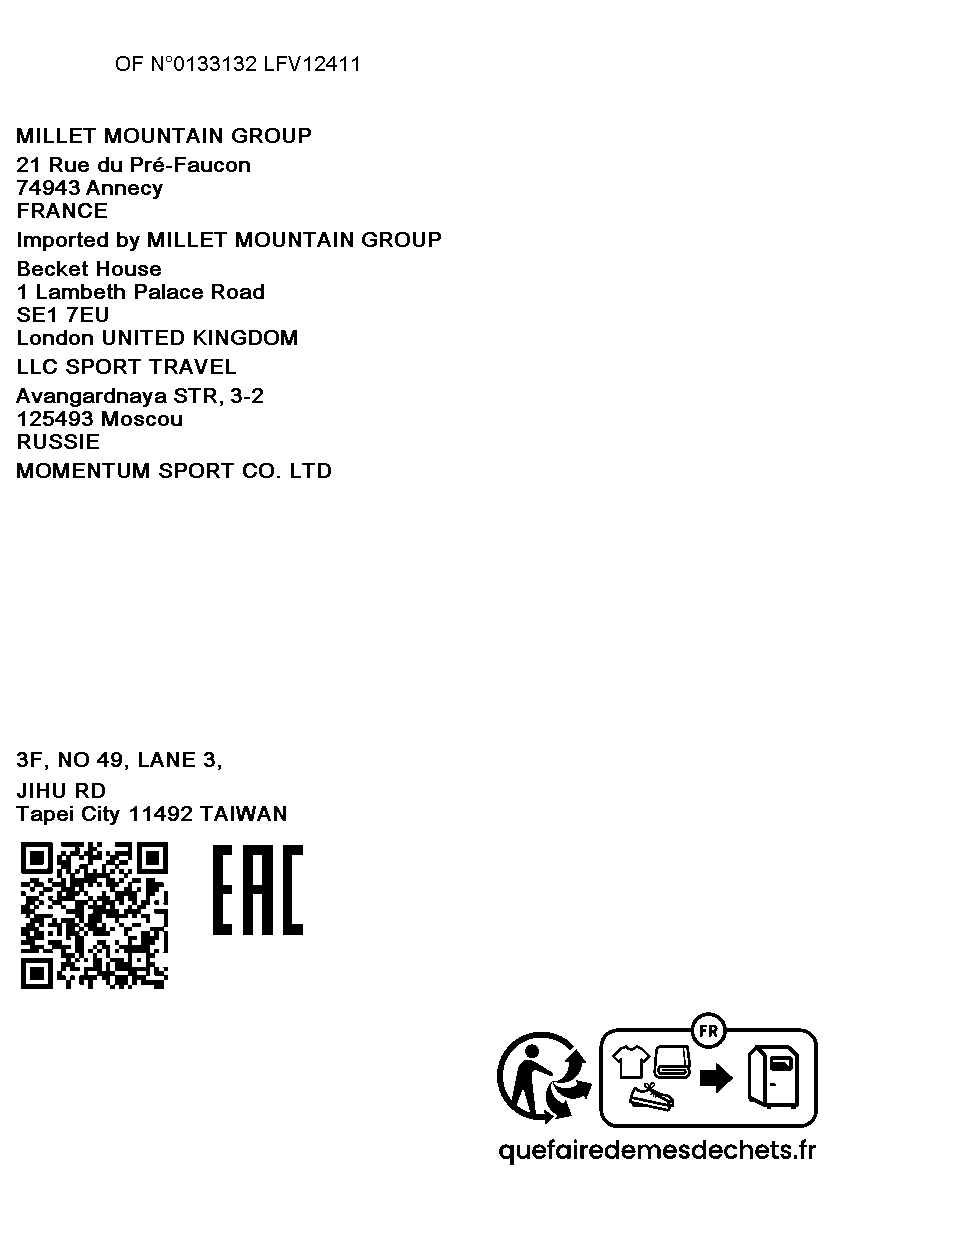 OF N°0133132 LFV12411
MILLET MOUNTAIN GROUP
21 Rue du Pré-Faucon
74943 Annecy
FRANCE
Imported by MILLET MOUNTAIN GROUP
Becket House
1 Lambeth Palace Road
SE1 7EU
London UNITED KINGDOM
LLC SPORT TRAVEL
Avangardnaya STR, 3-2
125493 Moscou
RUSSIE
MOMENTUM SPORT CO. LTD
3F, NO 49, LANE 3,
JIHU RD
Tapei City 11492 TAIWAN
EAC
FR
quefairedemesdechets.fr